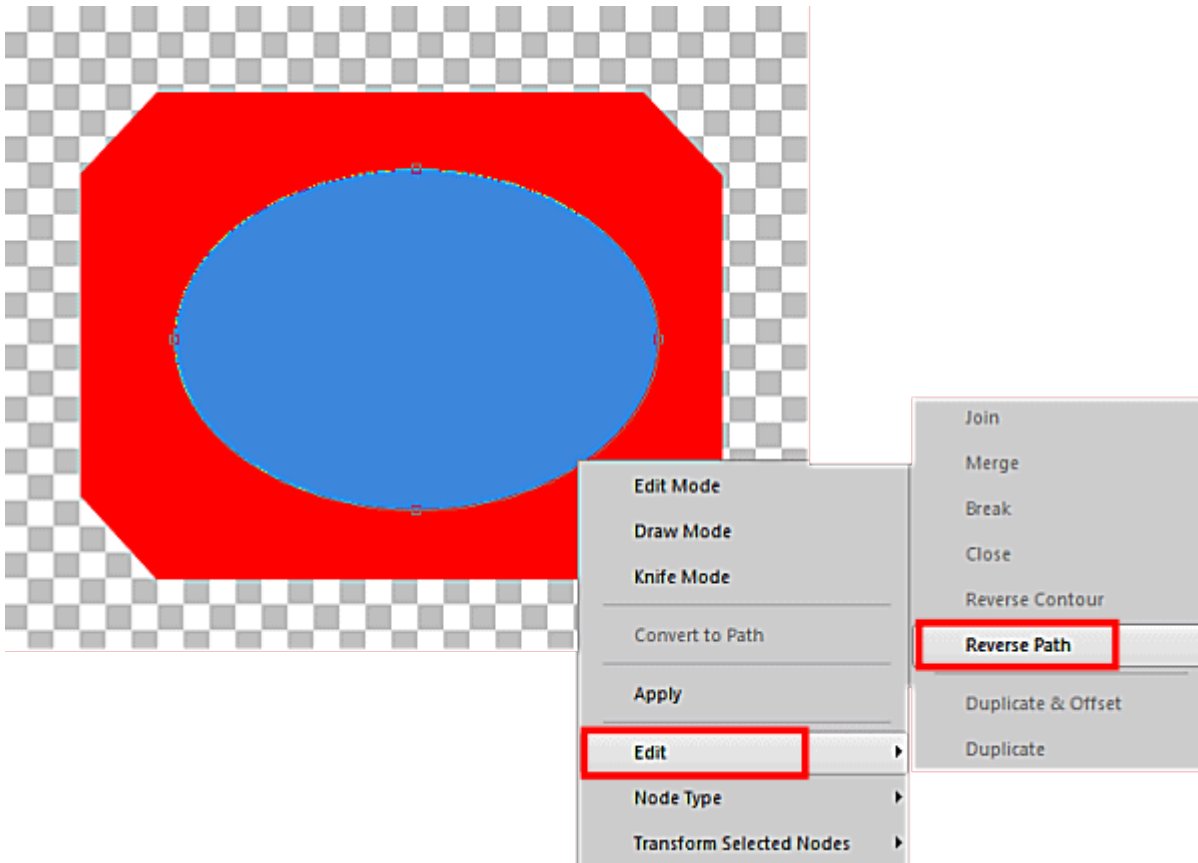 Edit Mode
Draw Mode
Knife Mode
Convert to Path
Apply
Edit
Node Type
Transform Selected Nodes
Join
Merge
Break
Close
Reverse Contour
Reverse Path
Duplicate & Offset
Duplicate